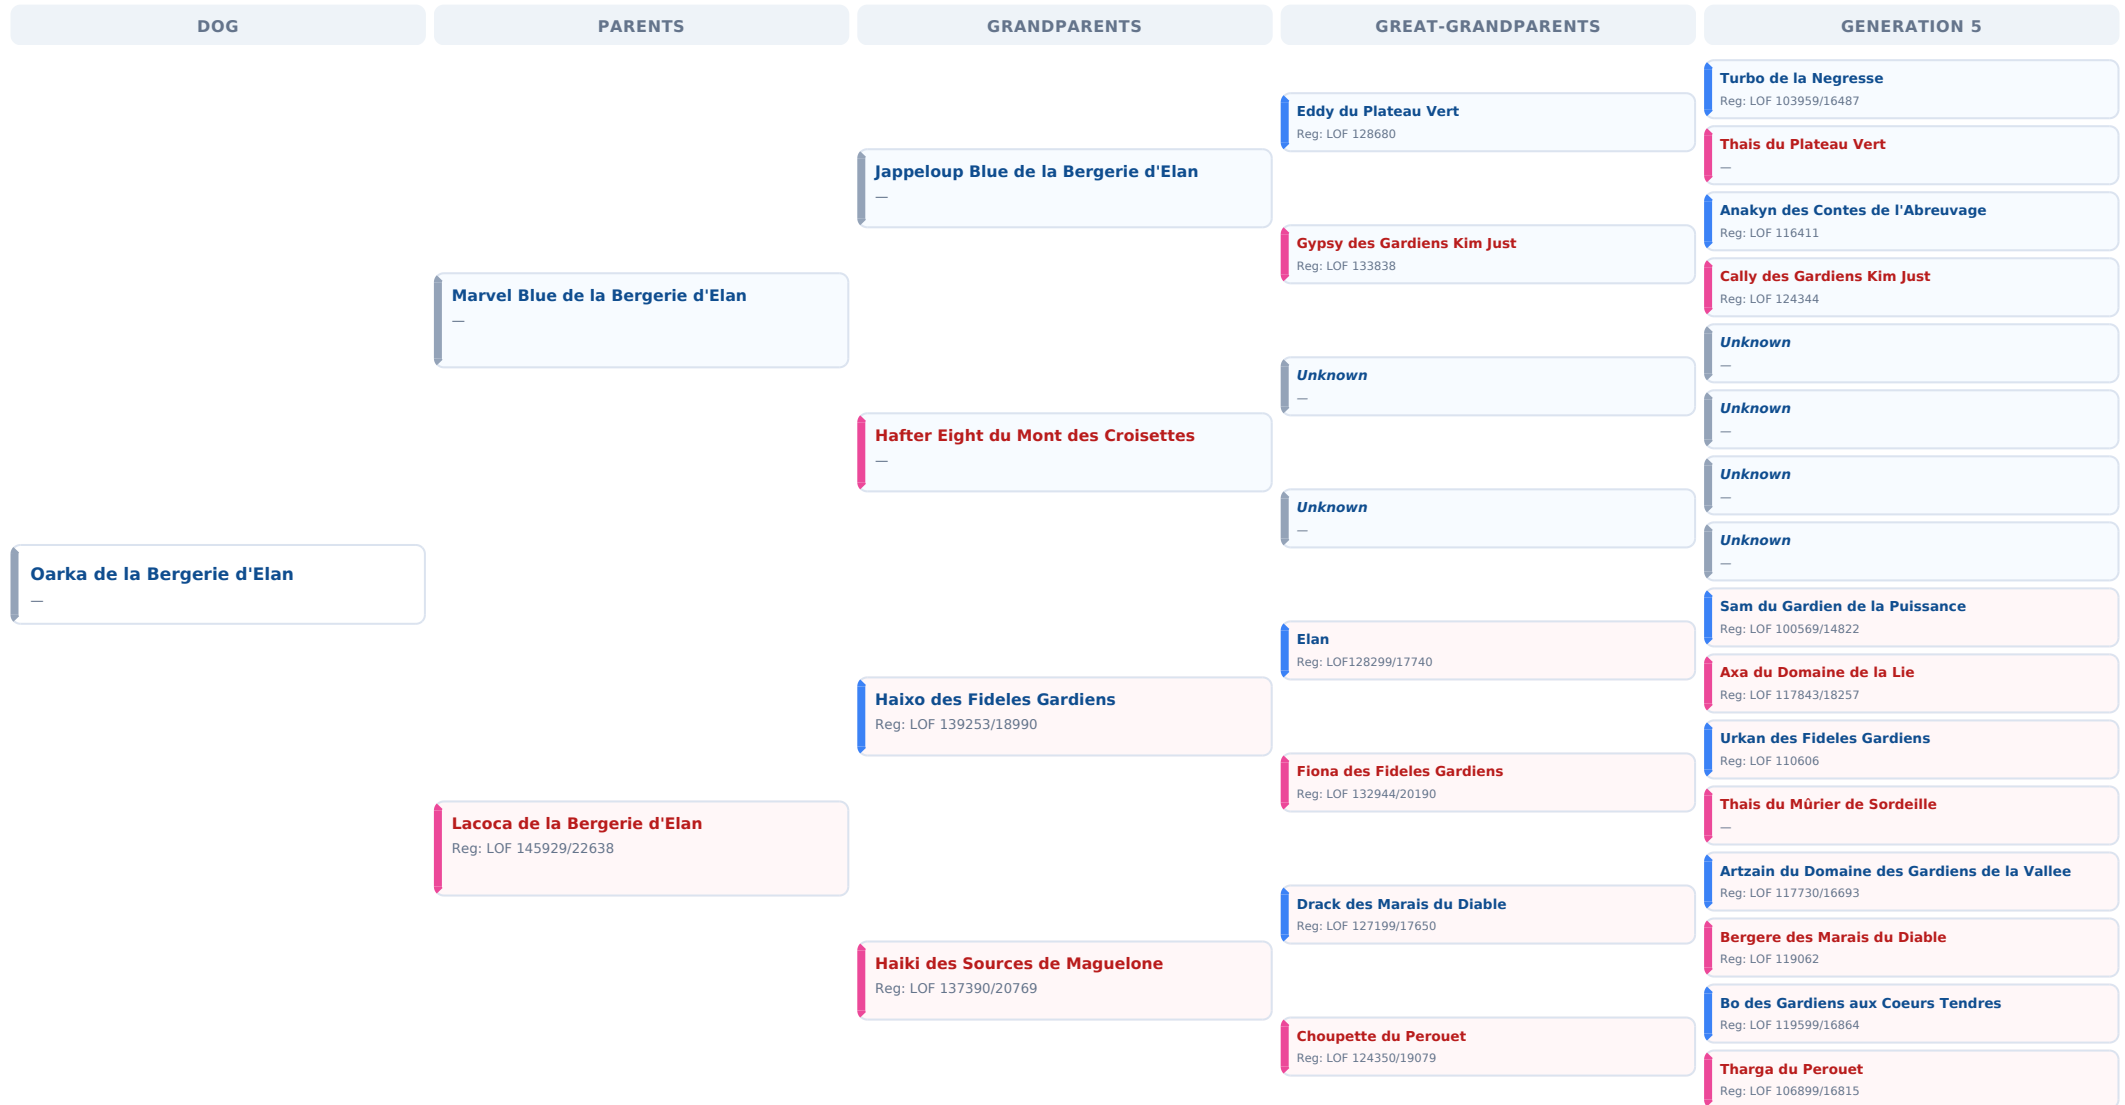 DOG
PARENTS
GRANDPARENTS
GREAT-GRANDPARENTS
GENERATION 5
Oarka de la Bergerie d'Elan
—
Marvel Blue de la Bergerie d'Elan
—
Lacoca de la Bergerie d'Elan
Reg: LOF 145929/22638
Jappeloup Blue de la Bergerie d'Elan
—
Hafter Eight du Mont des Croisettes
—
Haixo des Fideles Gardiens
Reg: LOF 139253/18990
Haiki des Sources de Maguelone
Reg: LOF 137390/20769
Eddy du Plateau Vert
Reg: LOF 128680
Gypsy des Gardiens Kim Just
Reg: LOF 133838
Unknown
—
Unknown
—
Elan
Reg: LOF128299/17740
Fiona des Fideles Gardiens
Reg: LOF 132944/20190
Drack des Marais du Diable
Reg: LOF 127199/17650
Choupette du Perouet
Reg: LOF 124350/19079
Turbo de la Negresse
Reg: LOF 103959/16487
Thais du Plateau Vert
—
Anakyn des Contes de l'Abreuvage
Reg: LOF 116411
Cally des Gardiens Kim Just
Reg: LOF 124344
Unknown
—
Unknown
—
Unknown
—
Unknown
—
Sam du Gardien de la Puissance
Reg: LOF 100569/14822
Axa du Domaine de la Lie
Reg: LOF 117843/18257
Urkan des Fideles Gardiens
Reg: LOF 110606
Thais du Mûrier de Sordeille
—
Artzain du Domaine des Gardiens de la Vallee
Reg: LOF 117730/16693
Bergere des Marais du Diable
Reg: LOF 119062
Bo des Gardiens aux Coeurs Tendres
Reg: LOF 119599/16864
Tharga du Perouet
Reg: LOF 106899/16815